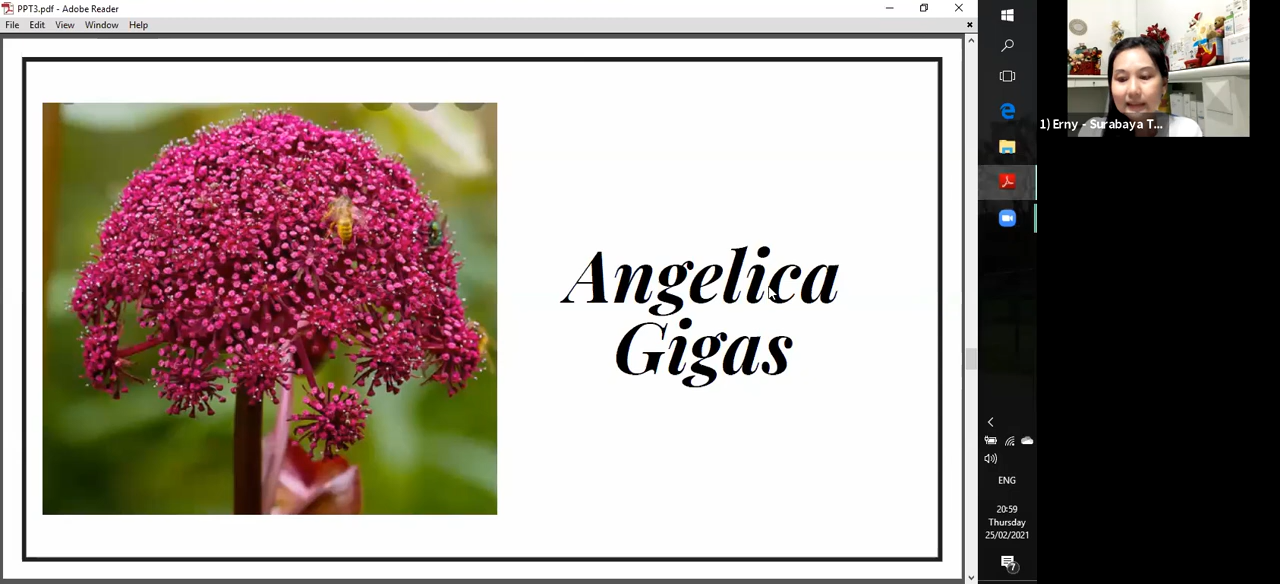 PPT3.pdf - Adobe Reader
File Edit View Window Help
Angelica
Gigas
1) Erny - Surabaya T...
ENG
20:59
Thursday
25/02/2021
7